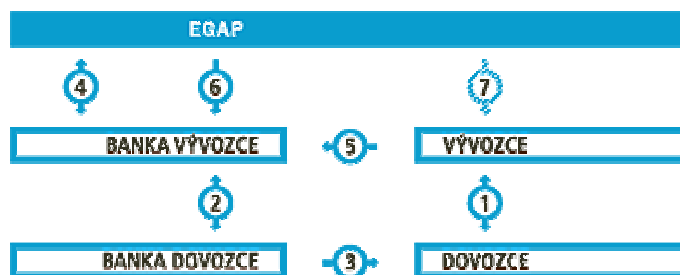 EGAP
4 6 7
BANKA VÝVOZCE 5 VÝVOZCE
2 1
BANKA DOVOZCE 3 DOVOZCE